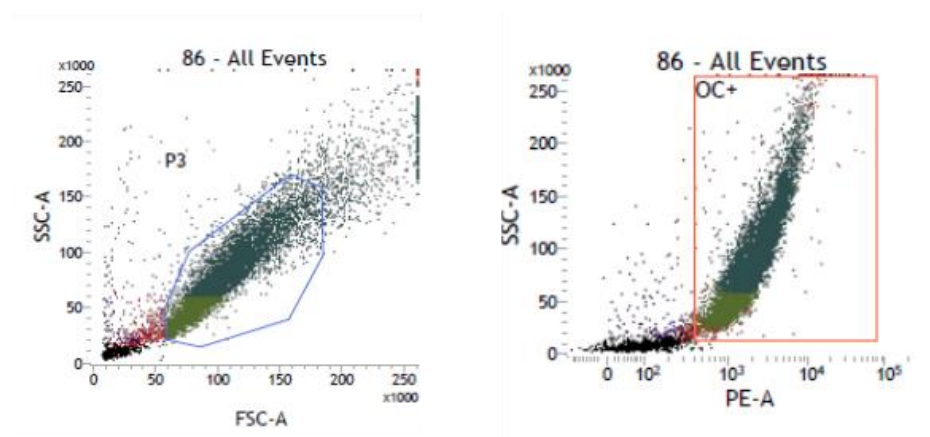 86 - All Events
x1000
250
200
150
100
50
0
SSC-A
P3
0 50 100 150 200 250
x1000
FSC-A
86 - All Events
x1000
250
200
150
100
50
0
SSC-A
OC+
0 10² 10³ 10⁴ 10⁵
PE-A